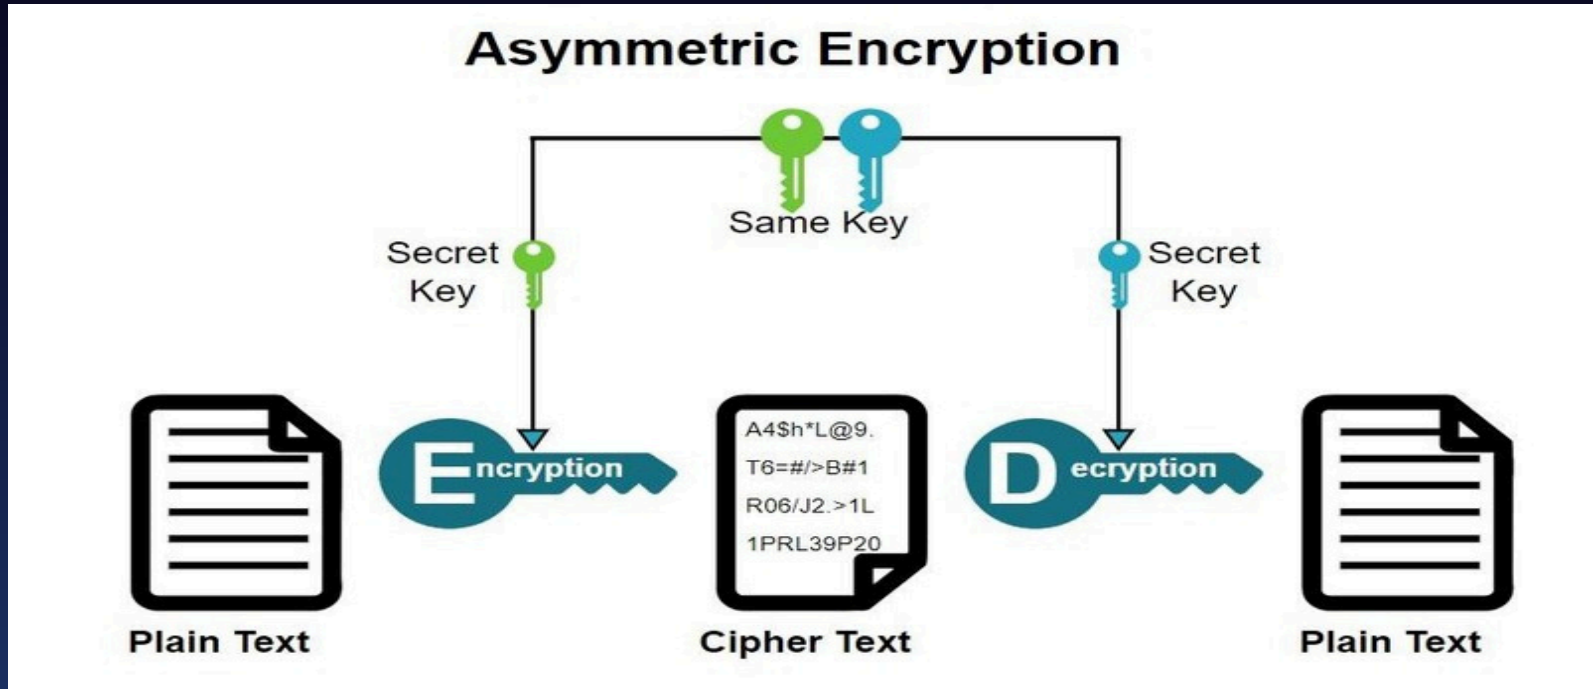 Asymmetric Encryption
Same Key
Secret
Key
Secret
Key
Encryption
A4$h*L@9.
T6=#/>B#1
R06/J2.>1L
1PRL39P20
Decryption
Plain Text
Cipher Text
Plain Text